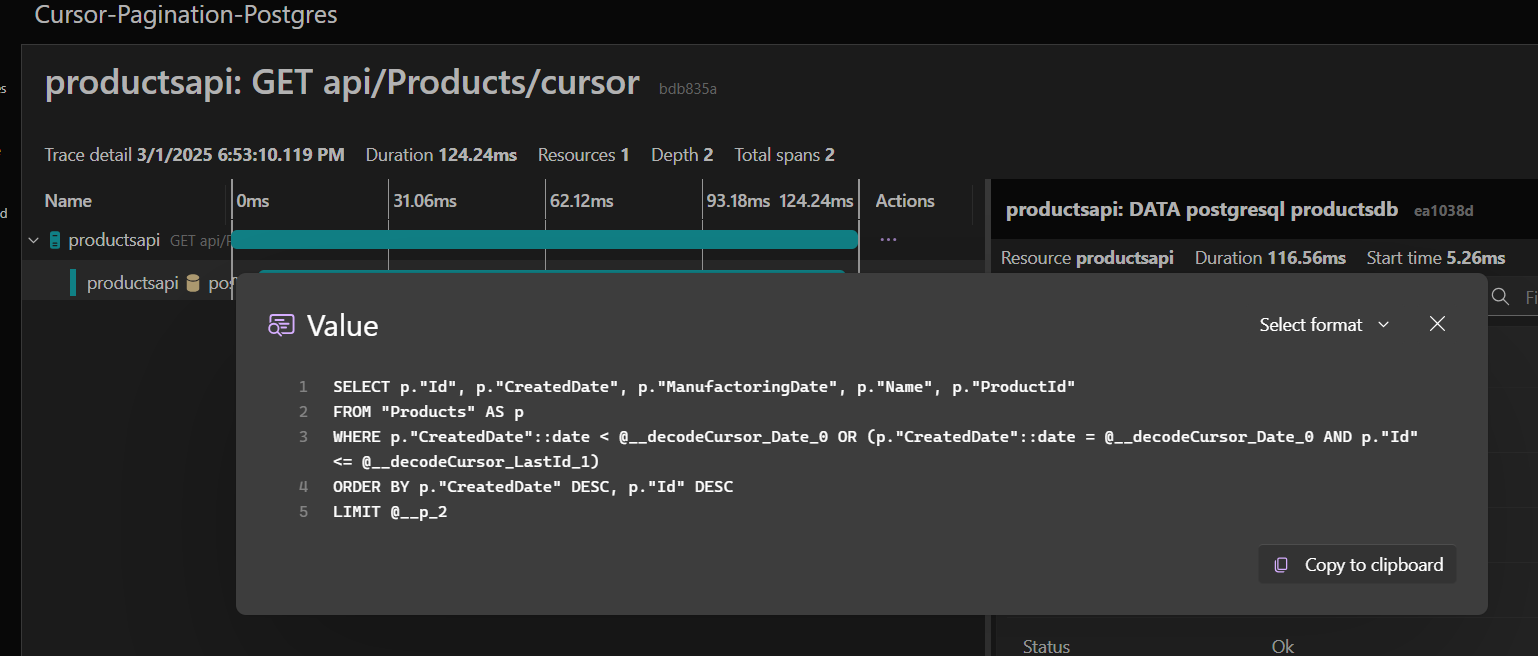 Cursor-Pagination-Postgres
productsapi: GET api/Products/cursor bdb835a
Trace detail 3/1/2025 6:53:10.119 PM Duration 124.24ms Resources 1 Depth 2 Total spans 2
Name 0ms 31.06ms 62.12ms 93.18ms 124.24ms Actions
productsapi GET api/P
productsapi pos
productsapi: DATA postgresql productsdb ea1038d
Resource productsapi Duration 116.56ms Start time 5.26ms
Fi
Value
Select format
1 SELECT p."Id", p."CreatedDate", p."ManufactoringDate", p."Name", p."ProductId"
2 FROM "Products" AS p
3 WHERE p."CreatedDate"::date < @__decodeCursor_Date_0 OR (p."CreatedDate"::date = @__decodeCursor_Date_0 AND p."Id"
<= @__decodeCursor_LastId_1)
4 ORDER BY p."CreatedDate" DESC, p."Id" DESC
5 LIMIT @__p_2
Copy to clipboard
Status Ok